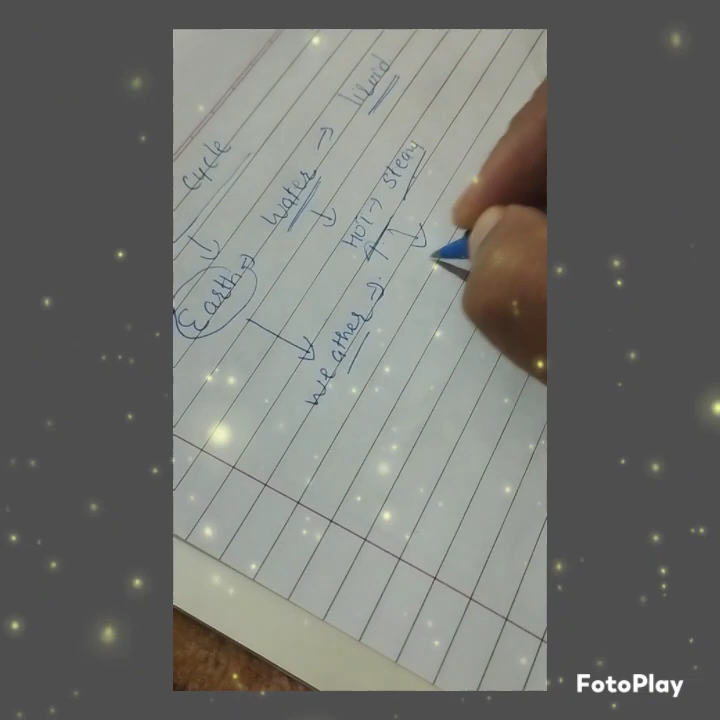 Cycle
Earth → Water → liquid
Hot → Steam
Weather →
FotoPlay